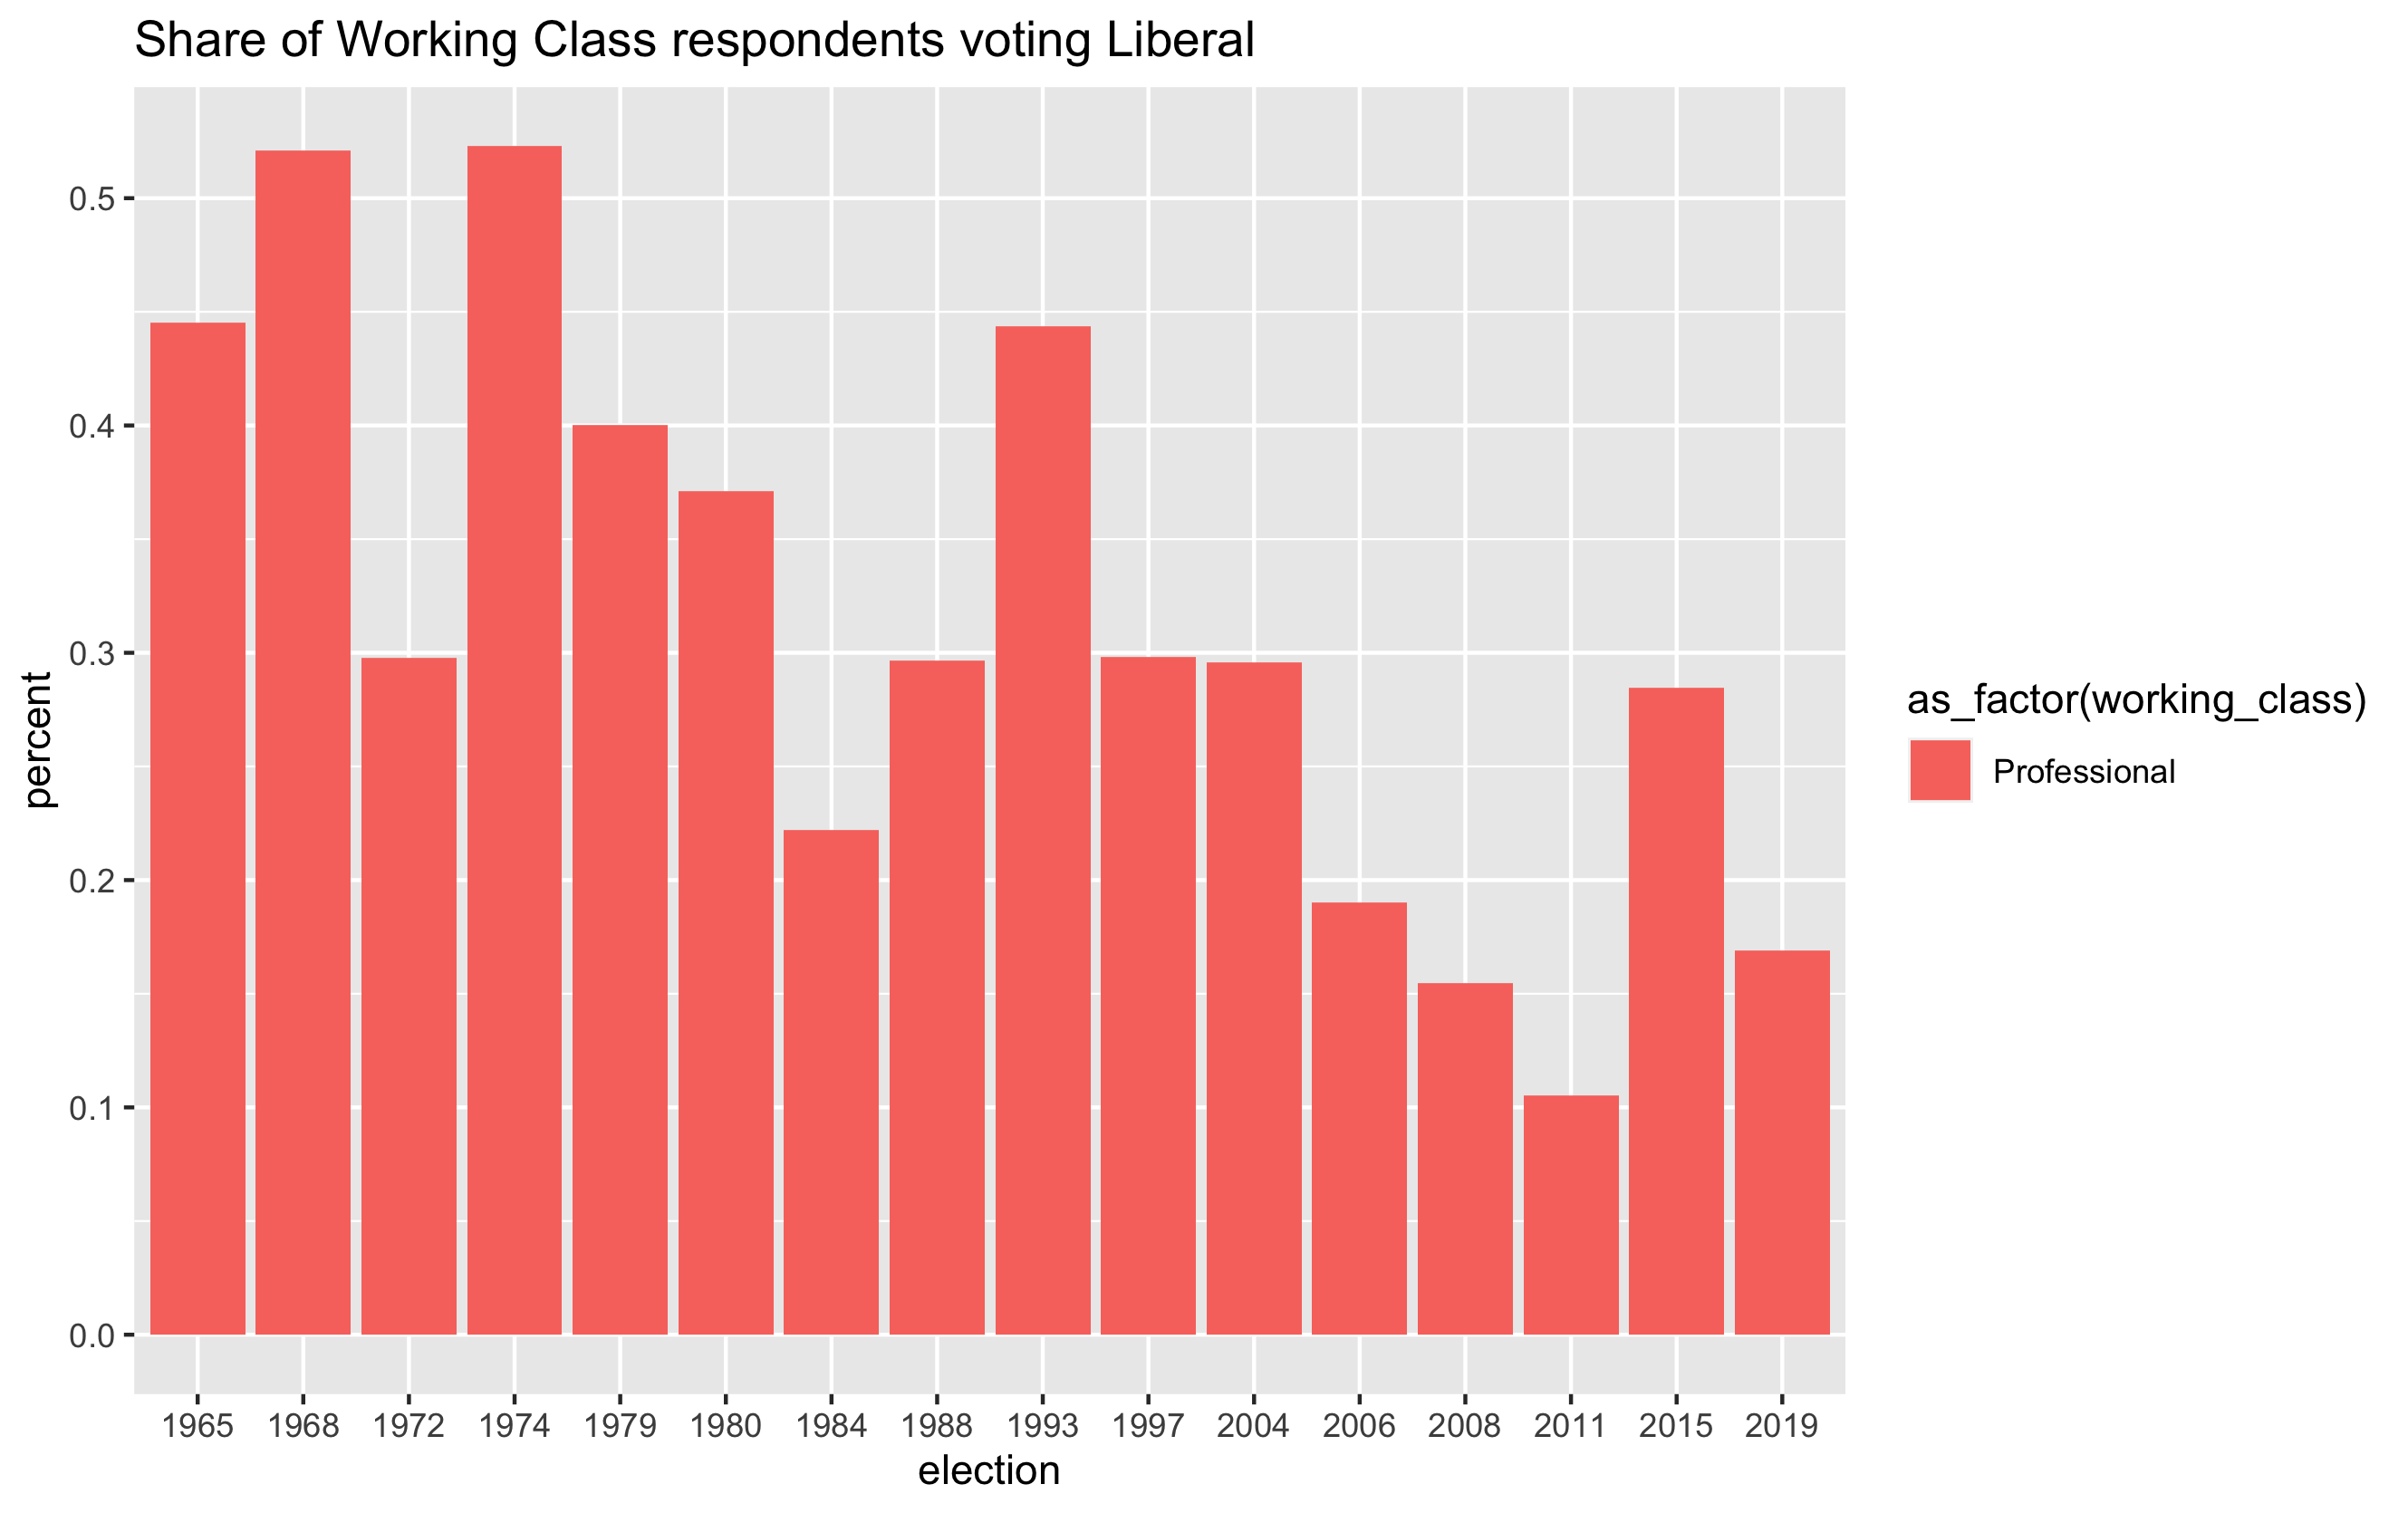 Share of Working Class respondents voting Liberal
percent
0.5
0.4
0.3
0.2
0.1
0.0
1965 1968 1972 1974 1979 1980 1984 1988 1993 1997 2004 2006 2008 2011 2015 2019
election
as_factor(working_class)
Professional